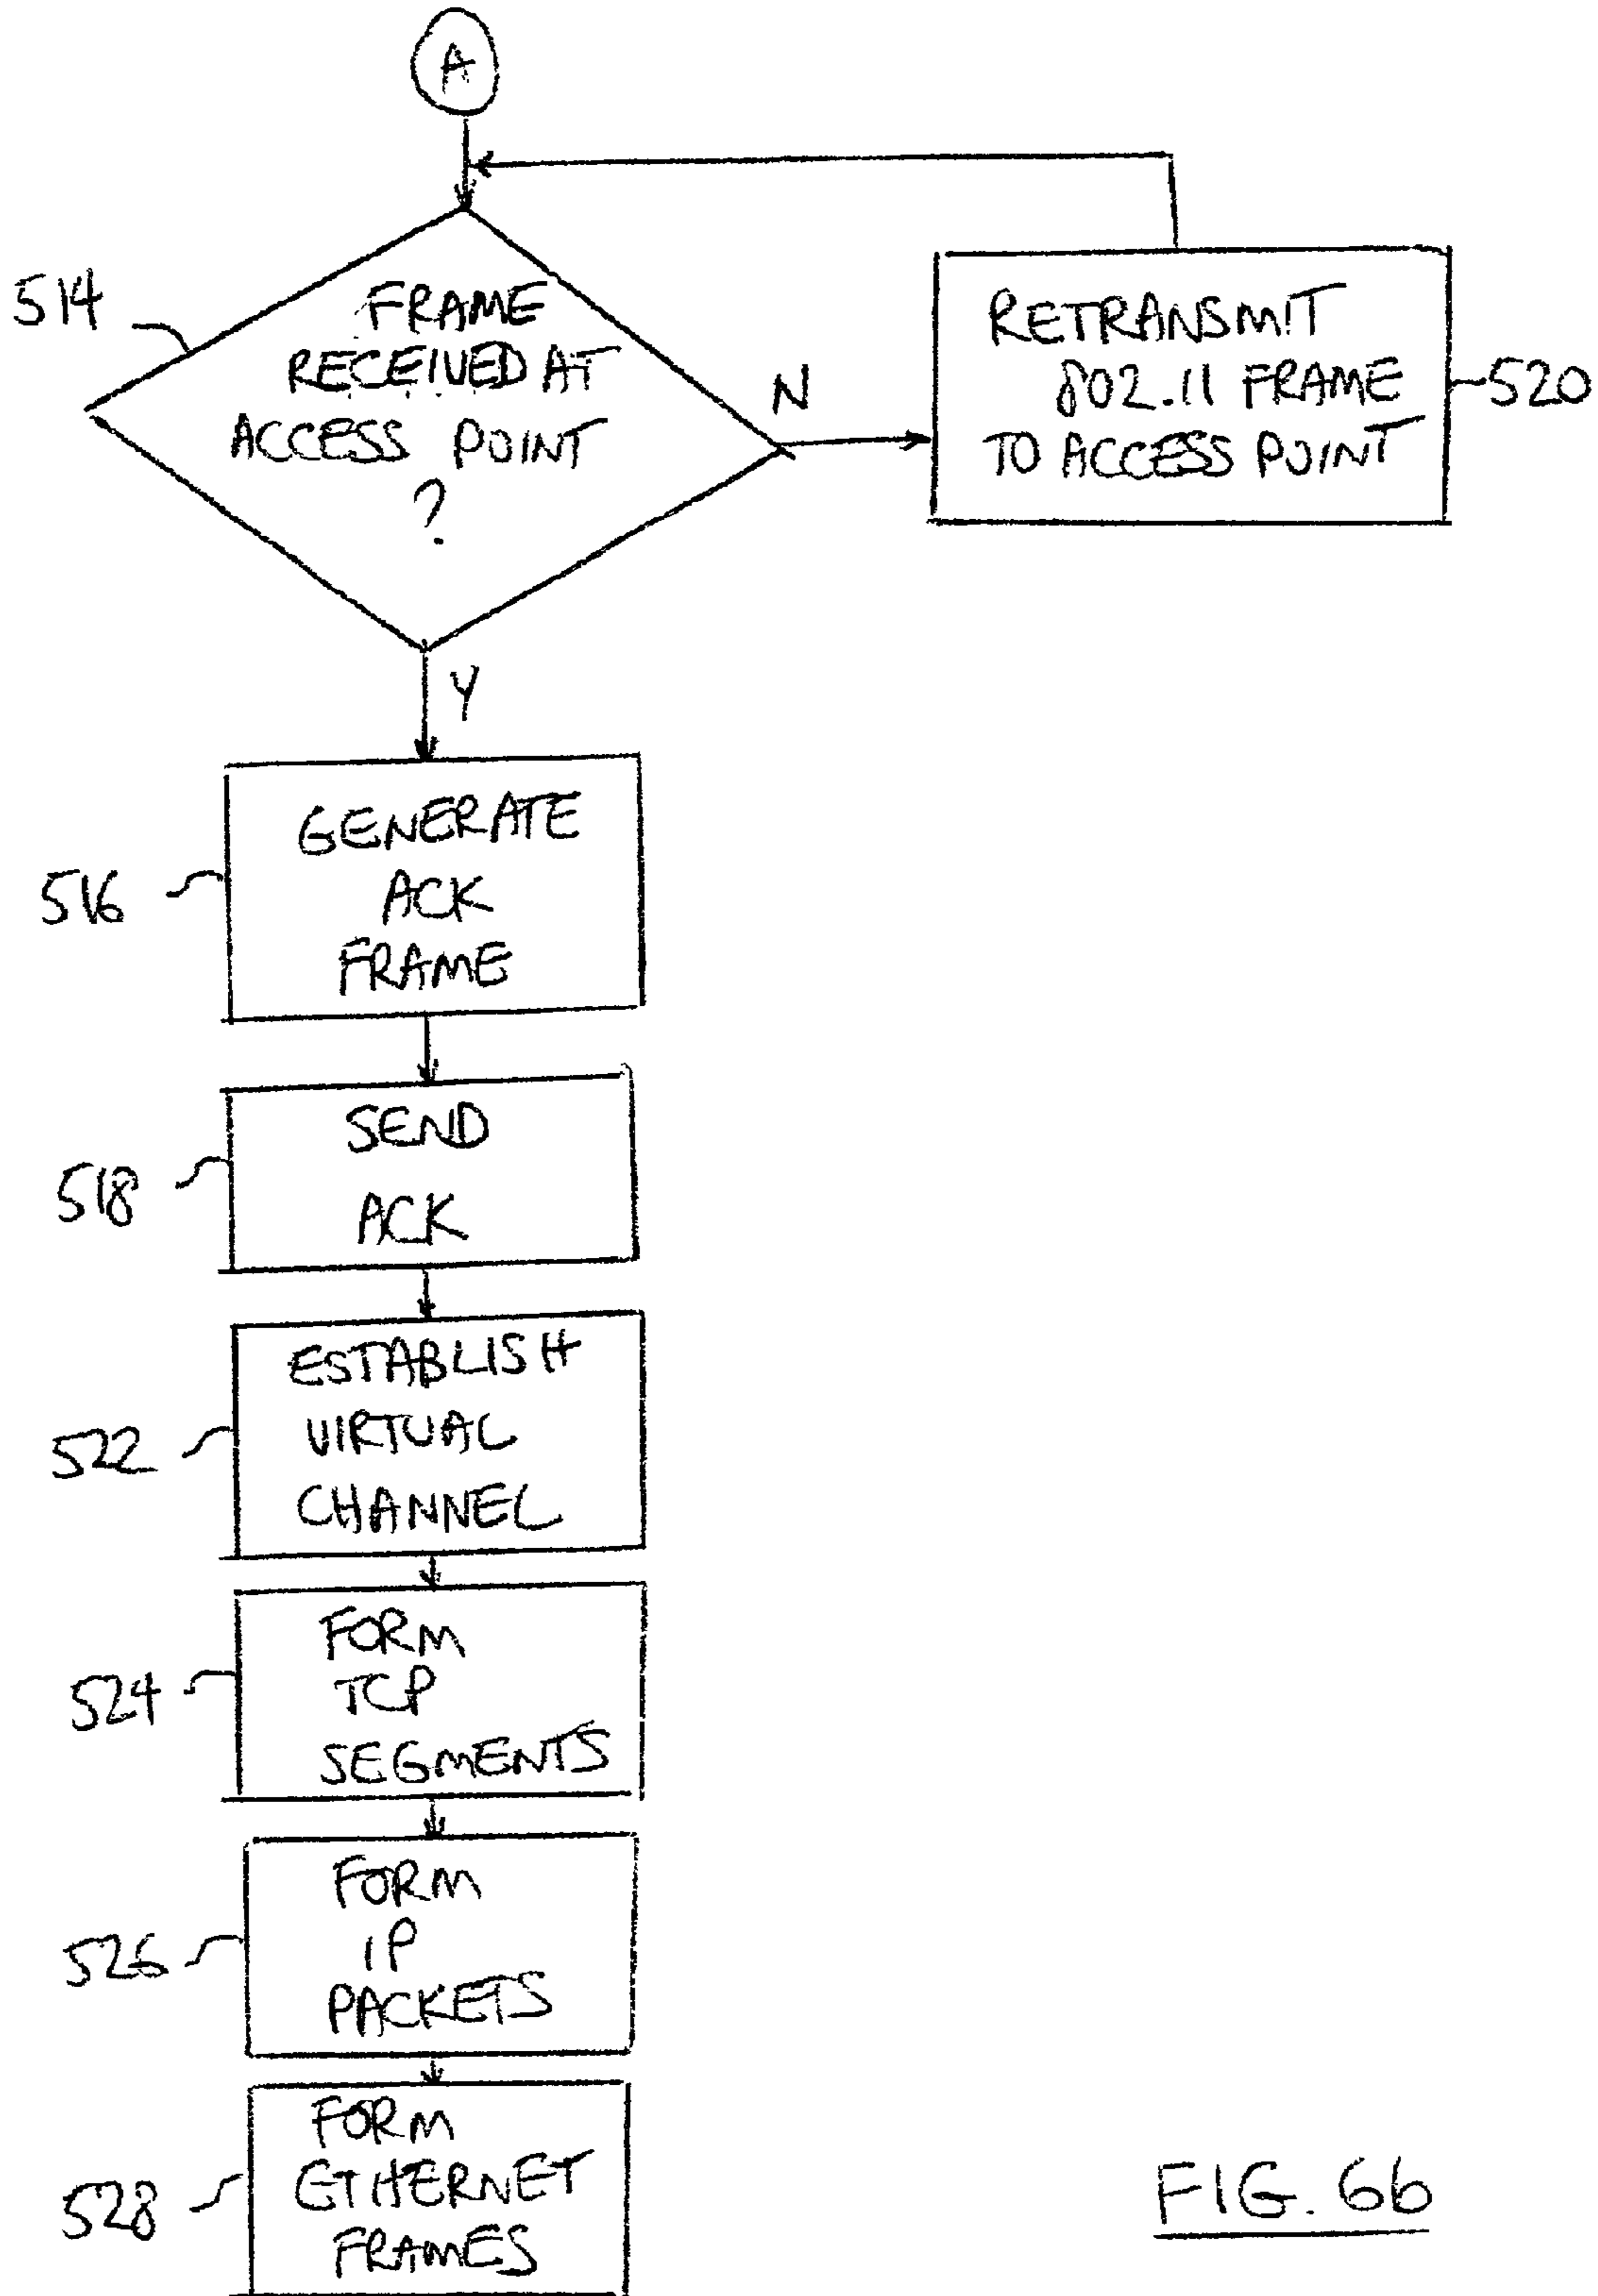 A
514
FRAME
RECEIVED AT
ACCESS POINT
?
N
RETRANSMIT
802.11 FRAME
TO ACCESS POINT
520
Y
516
GENERATE
ACK
FRAME
518
SEND
ACK
522
ESTABLISH
VIRTUAL
CHANNEL
524
FORM
TCP
SEGMENTS
526
FORM
IP
PACKETS
528
FORM
ETHERNET
FRAMES
FIG. 6b